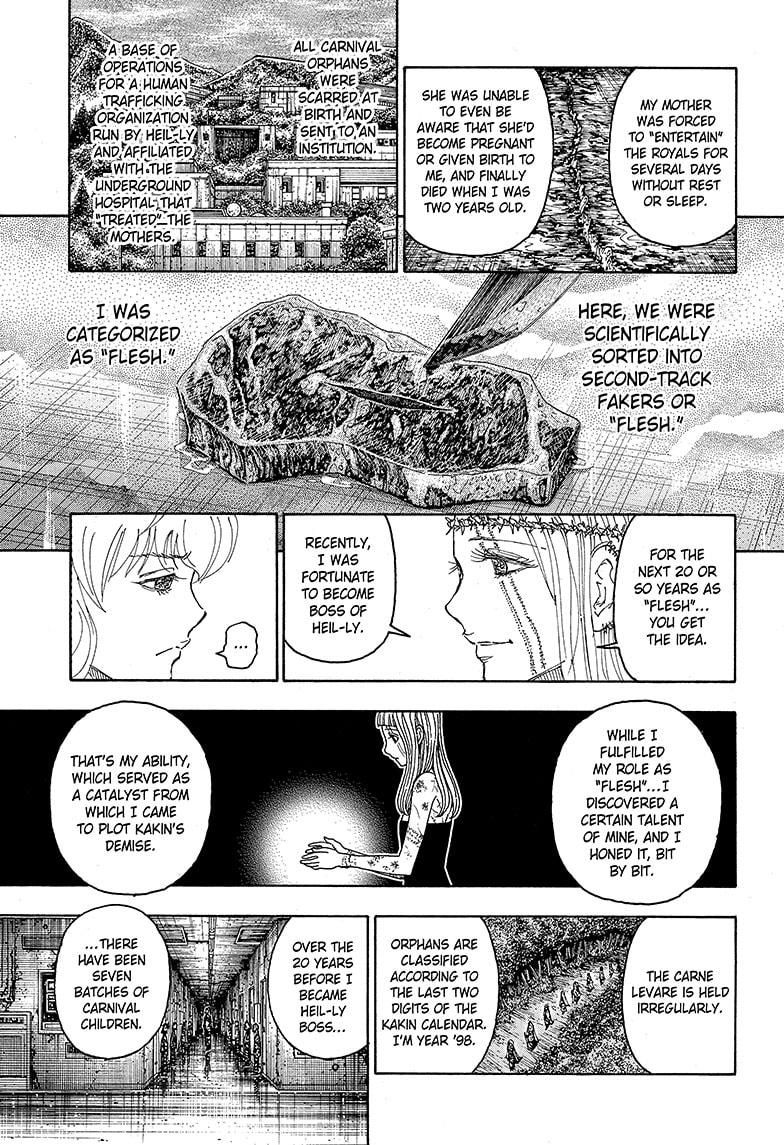 MY MOTHER
WAS FORCED
TO "ENTERTAIN"
THE ROYALS FOR
SEVERAL DAYS
WITHOUT REST
OR SLEEP.
SHE WAS UNABLE
TO EVEN BE
AWARE THAT SHE'D
BECOME PREGNANT
OR GIVEN BIRTH TO
ME, AND FINALLY
DIED WHEN I WAS
TWO YEARS OLD.
ALL CARNIVAL
ORPHANS
WERE
SCARRED AT
BIRTH AND
SENT TO AN
INSTITUTION.
A BASE OF
OPERATIONS
FOR A HUMAN
TRAFFICKING
ORGANIZATION
RUN BY HEIL-LY
AND AFFILIATED
WITH THE
UNDERGROUND
HOSPITAL THAT
"TREATED" THE
MOTHERS.
HERE, WE WERE
SCIENTIFICALLY
SORTED INTO
SECOND-TRACK
FAKERS OR
"FLESH."
I WAS
CATEGORIZED
AS "FLESH."
FOR THE
NEXT 20 OR
SO YEARS AS
"FLESH"...
YOU GET
THE IDEA.
RECENTLY,
I WAS
FORTUNATE
TO BECOME
BOSS OF
HEIL-LY.
...
WHILE I
FULFILLED
MY ROLE AS
"FLESH"...I
DISCOVERED A
CERTAIN TALENT
OF MINE, AND I
HONED IT, BIT
BY BIT.
THAT'S MY ABILITY,
WHICH SERVED AS
A CATALYST FROM
WHICH I CAME
TO PLOT KAKIN'S
DEMISE.
THE CARNE
LEVARE IS HELD
IRREGULARLY.
ORPHANS ARE
CLASSIFIED
ACCORDING TO
THE LAST TWO
DIGITS OF THE
KAKIN CALENDAR.
I'M YEAR '98.
OVER THE
20 YEARS
BEFORE I
BECAME
HEIL-LY
BOSS...
...THERE
HAVE BEEN
SEVEN
BATCHES OF
CARNIVAL
CHILDREN.